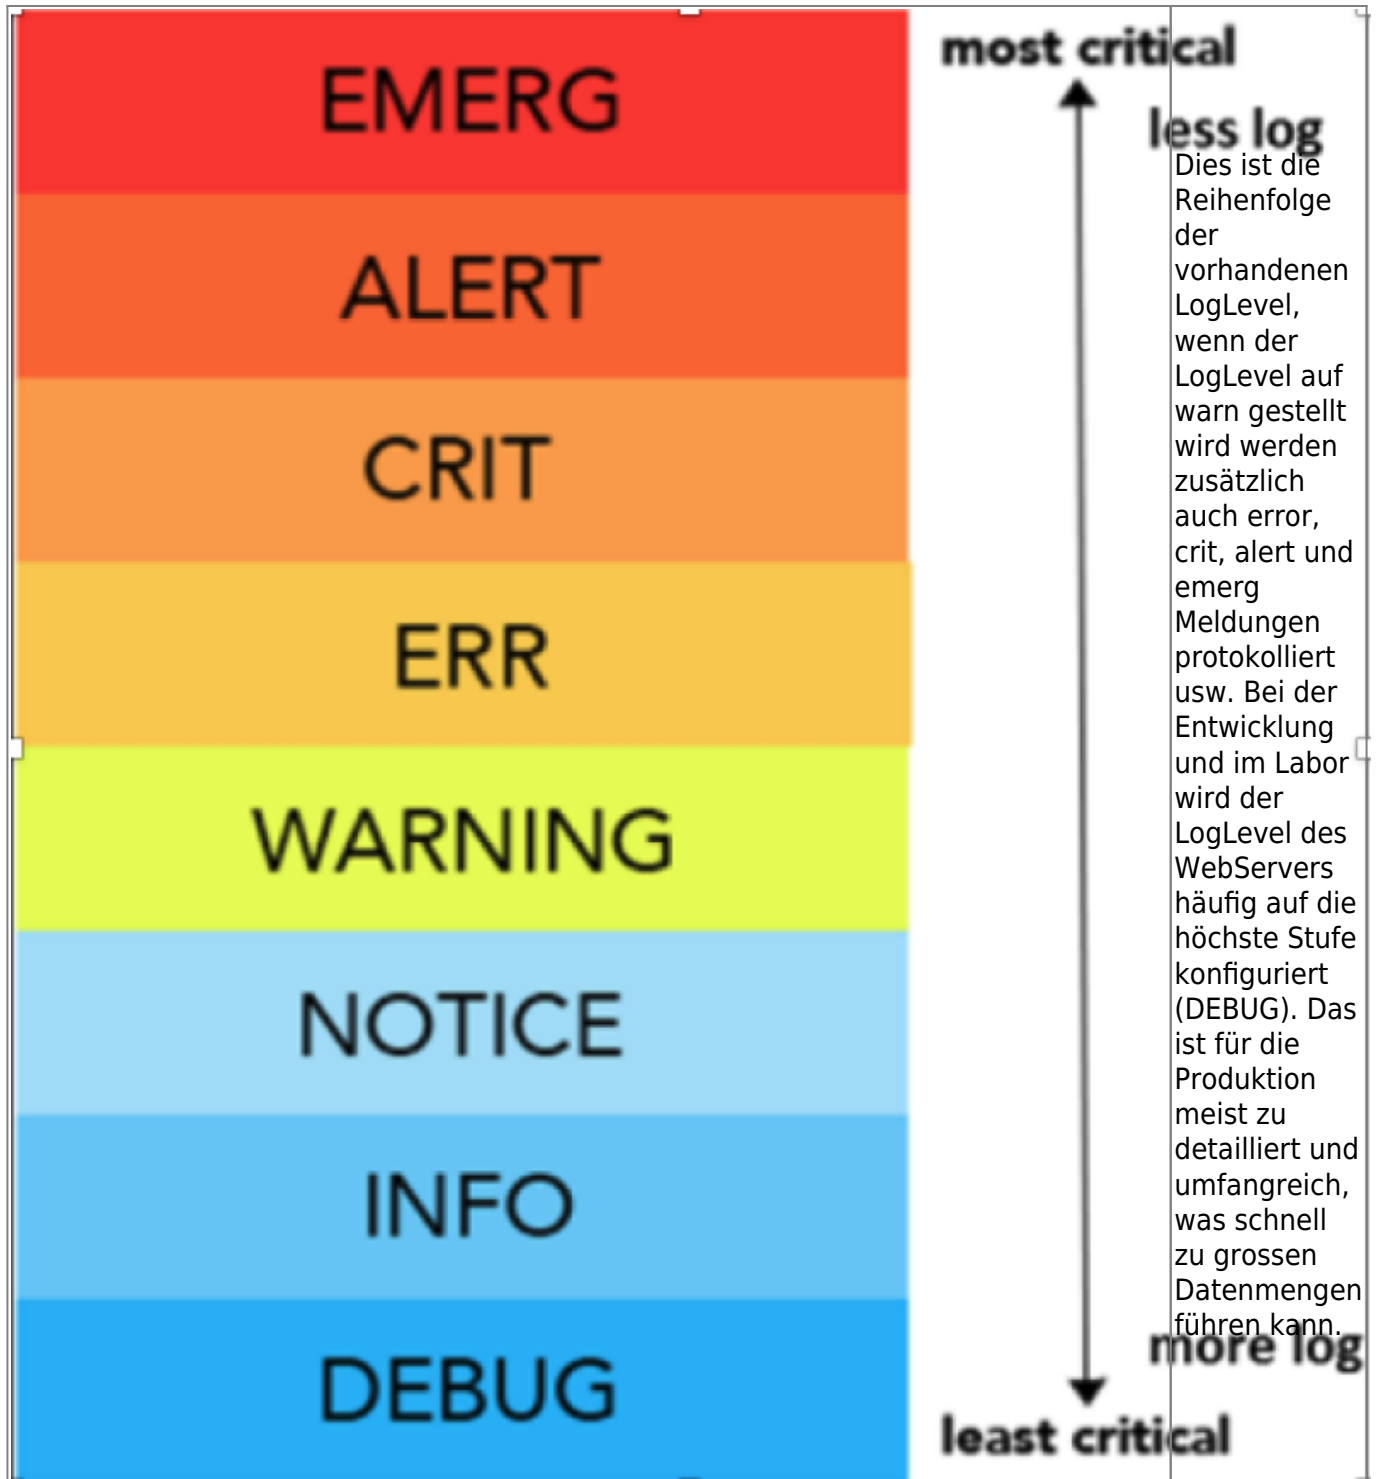 EMERG
ALERT
CRIT
ERR
WARNING
NOTICE
INFO
DEBUG
most critical
less log
Dies ist die
Reihenfolge
der
vorhandenen
LogLevel,
wenn der
LogLevel auf
warn gestellt
wird werden
zusätzlich
auch error,
crit, alert und
emerg
Meldungen
protokolliert
usw. Bei der
Entwicklung
und im Labor
wird der
LogLevel des
WebServers
häufig auf die
höchste Stufe
konfiguriert
(DEBUG). Das
ist für die
Produktion
meist zu
detailliert und
umfangreich,
was schnell
zu grossen
Datenmengen
führen kann.
more log
least critical